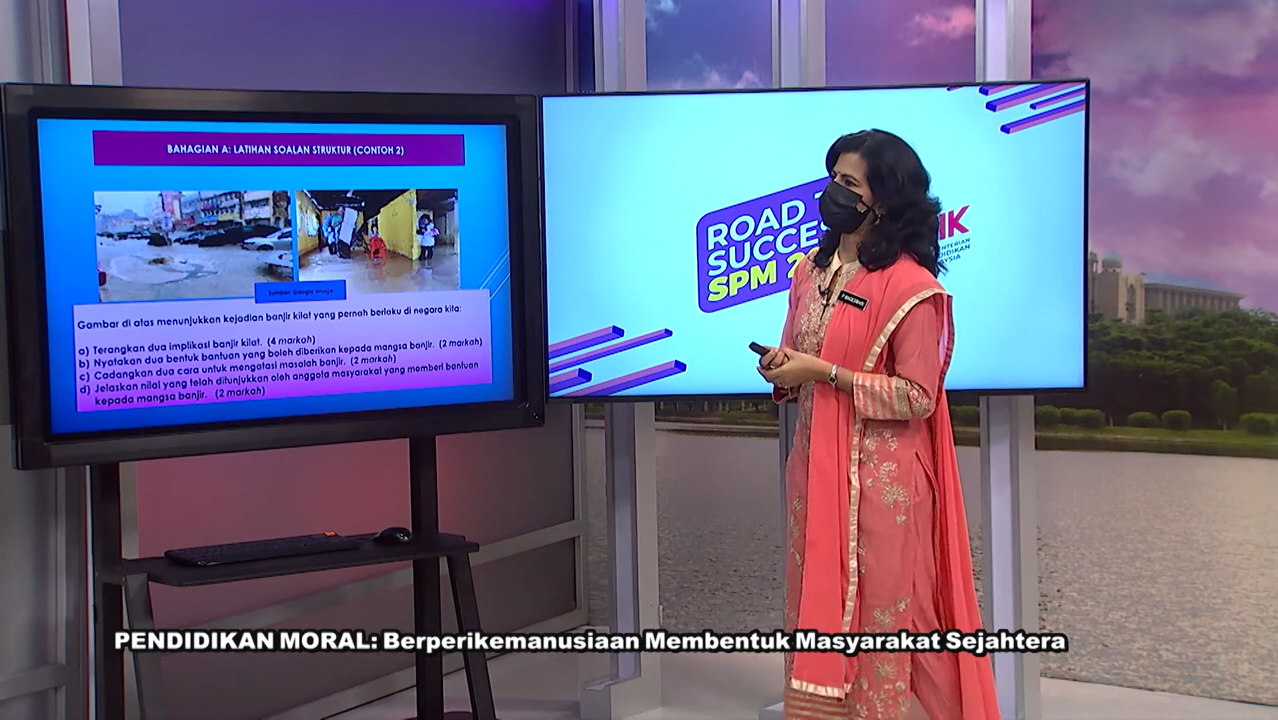 BAHAGIAN A: LATIHAN SOALAN STRUKTUR (CONTOH 2)
Sumber: Google Image
Gambar di atas menunjukkan kejadian banjir kilat yang pernah berlaku di negara kita:
a) Terangkan dua implikasi banjir kilat. (4 markah)
b) Nyatakan dua bentuk bantuan yang boleh diberikan kepada mangsa banjir. (2 markah)
c) Cadangkan dua cara untuk mengatasi masalah banjir. (2 markah)
d) Jelaskan nilai yang telah ditunjukkan oleh anggota masyarakat yang memberi bantuan
kepada mangsa banjir. (2 markah)
ROAD
SUCCE
SPM 2
PENDIDIKAN MORAL: Berperikemanusiaan Membentuk Masyarakat Sejahtera